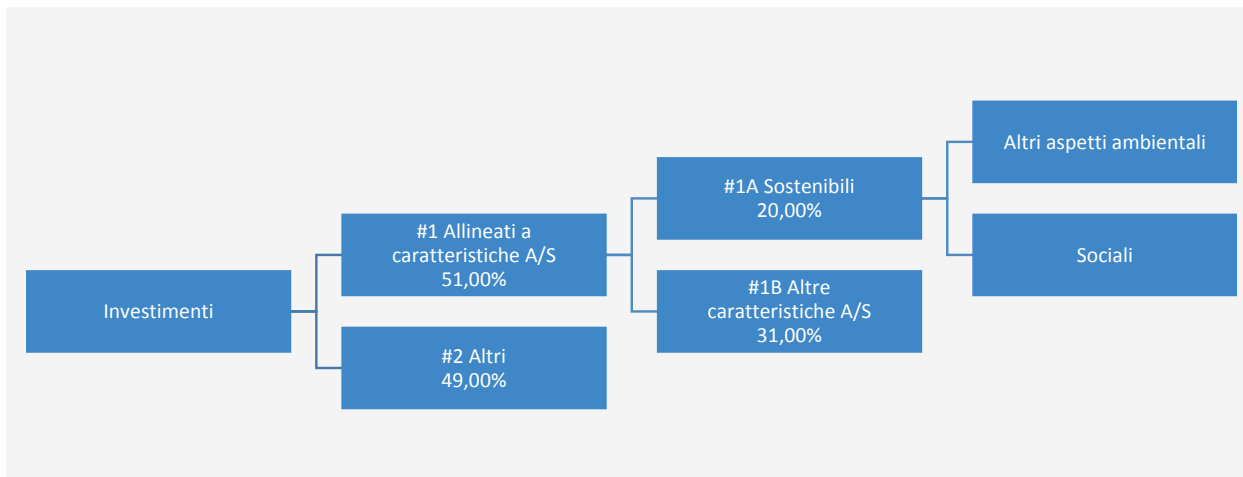 Investimenti
#1 Allineati a
caratteristiche A/S
51,00%
#2 Altri
49,00%
#1A Sostenibili
20,00%
#1B Altre
caratteristiche A/S
31,00%
Altri aspetti ambientali
Sociali